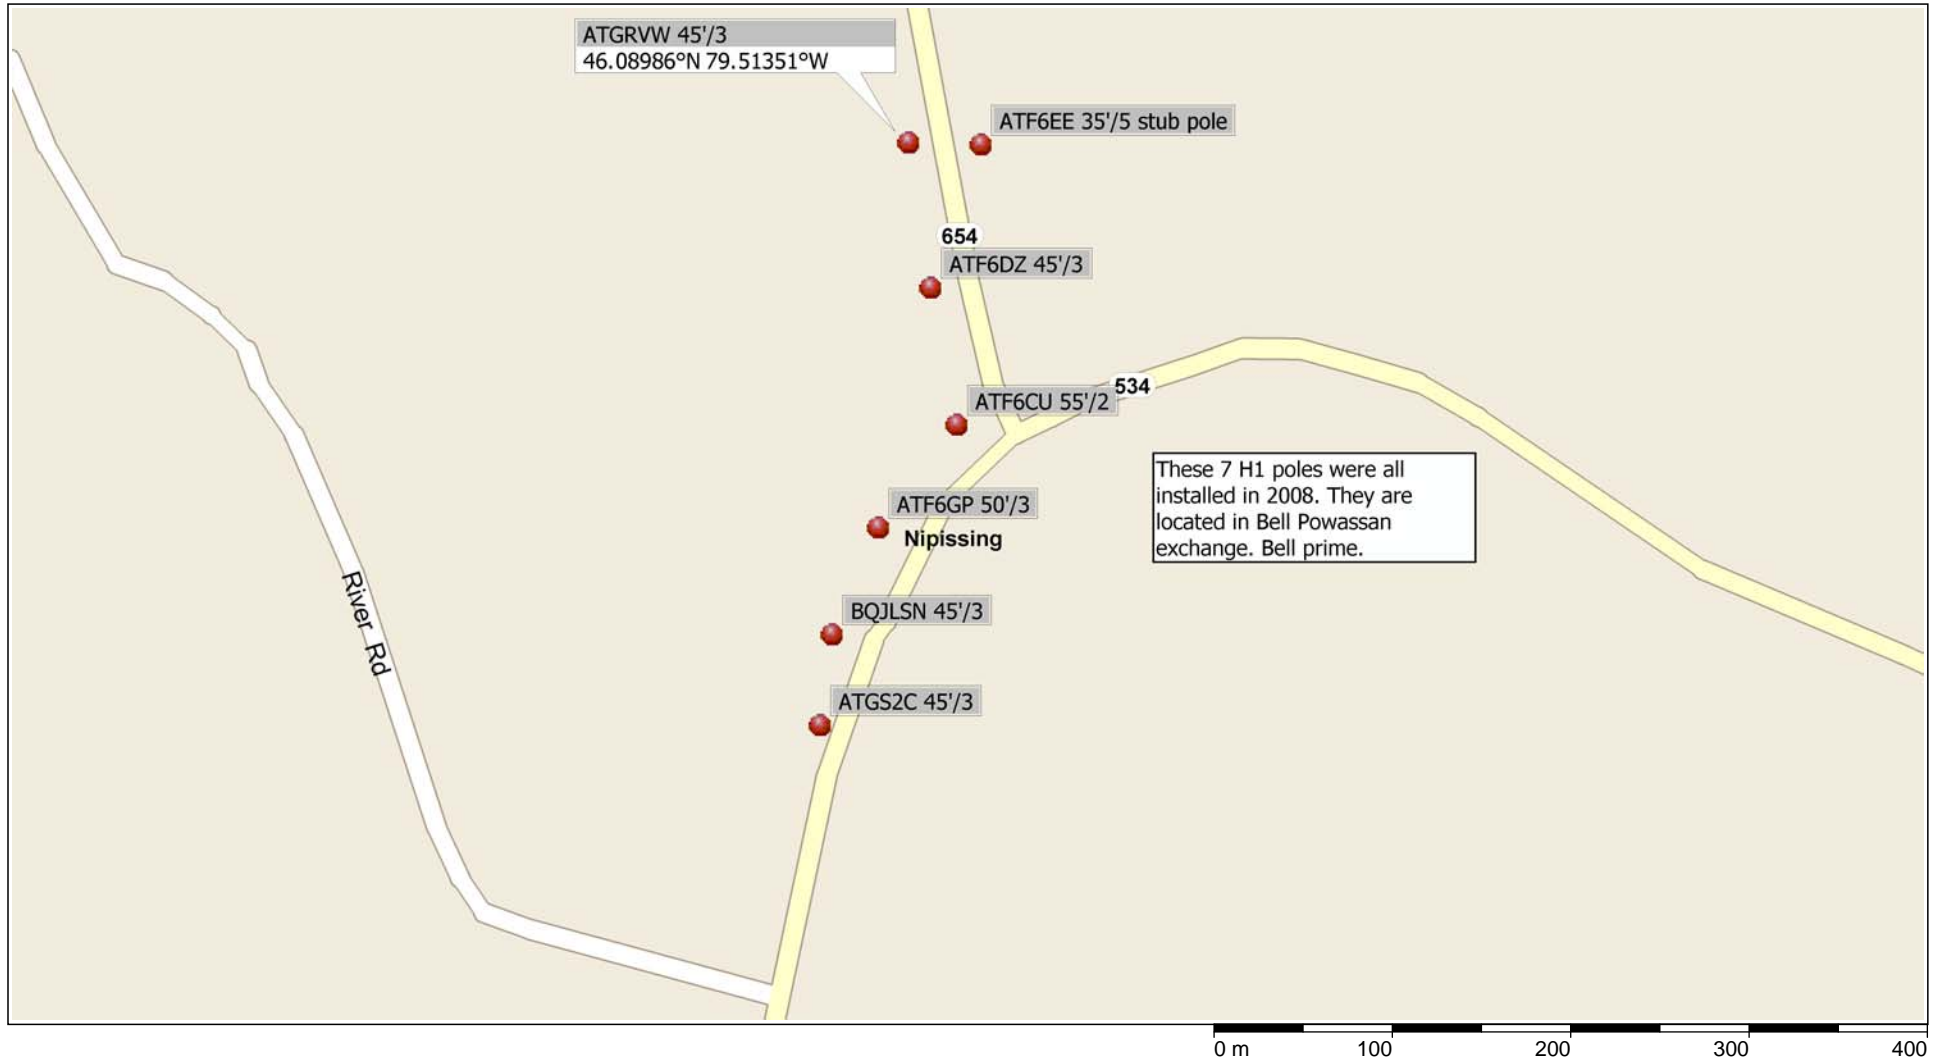 ATGRVW 45'/3
46.08986°N 79.51351°W
ATF6EE 35'/5 stub pole
654
ATF6DZ 45'/3
534
ATF6CU 55'/2
These 7 H1 poles were all
installed in 2008. They are
located in Bell Powassan
exchange. Bell prime.
ATF6GP 50'/3
Nipissing
River Rd
BQJLSN 45'/3
ATGS2C 45'/3
0 m 100 200 300 400